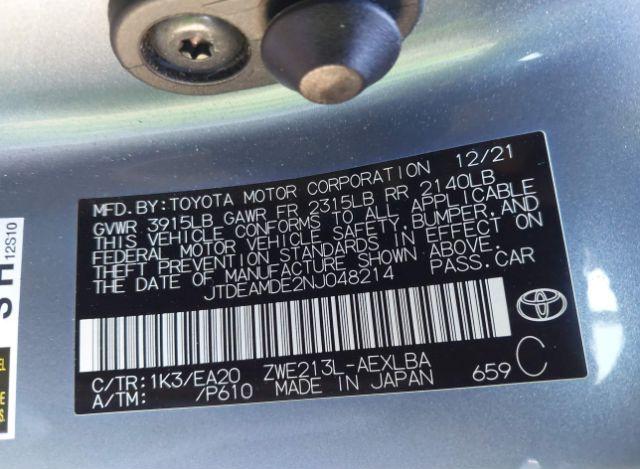 MFD. BY: TOYOTA MOTOR CORPORATION 12/21
GVWR 3915LB GAWR FR 2315LB RR 2140LB
THIS VEHICLE CONFORMS TO ALL APPLICABLE
FEDERAL MOTOR VEHICLE SAFETY, BUMPER, AND
THEFT PREVENTION STANDARDS IN EFFECT ON
THE DATE OF MANUFACTURE SHOWN ABOVE.
JTDEAMDE2NJ048214 PASS. CAR
C/TR: 1K3/EA20 ZWE213L-AEXLBA
A/TM: /P610 MADE IN JAPAN 659 C
12S10